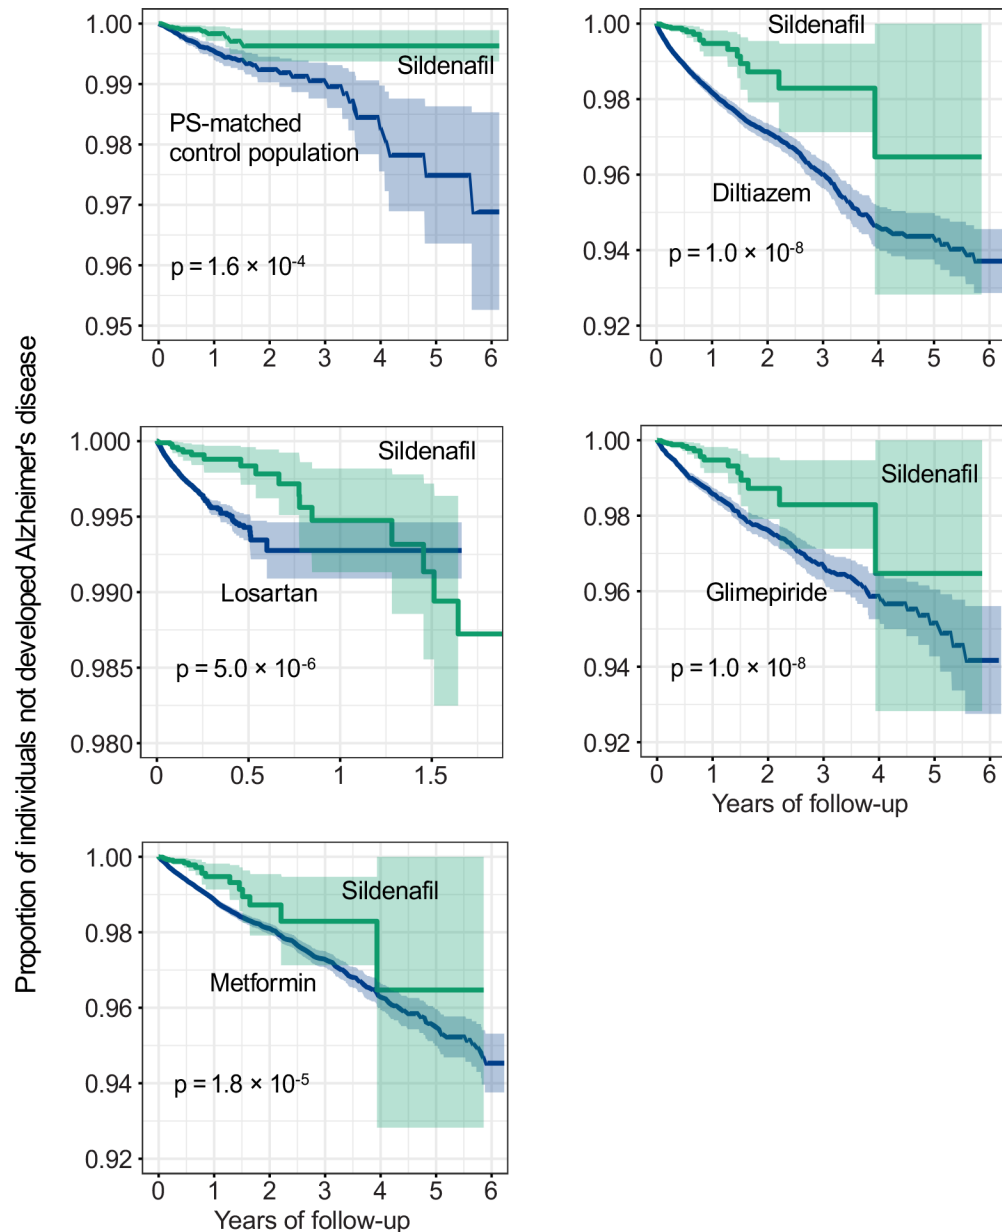 Proportion of individuals not developed Alzheimer's disease
1.00
0.99
0.98
0.97
0.96
0.95
Sildenafil
PS-matched
control population
p = 1.6 × 10⁻⁴
0 1 2 3 4 5 6
1.00
0.98
0.96
0.94
0.92
Sildenafil
Diltiazem
p = 1.0 × 10⁻⁸
0 1 2 3 4 5 6
1.000
0.995
0.990
0.985
0.980
Sildenafil
Losartan
p = 5.0 × 10⁻⁶
0 0.5 1 1.5
1.00
0.98
0.96
0.94
0.92
Sildenafil
Glimepiride
p = 1.0 × 10⁻⁸
0 1 2 3 4 5 6
Years of follow-up
1.00
0.98
0.96
0.94
0.92
Sildenafil
Metformin
p = 1.8 × 10⁻⁵
0 1 2 3 4 5 6
Years of follow-up